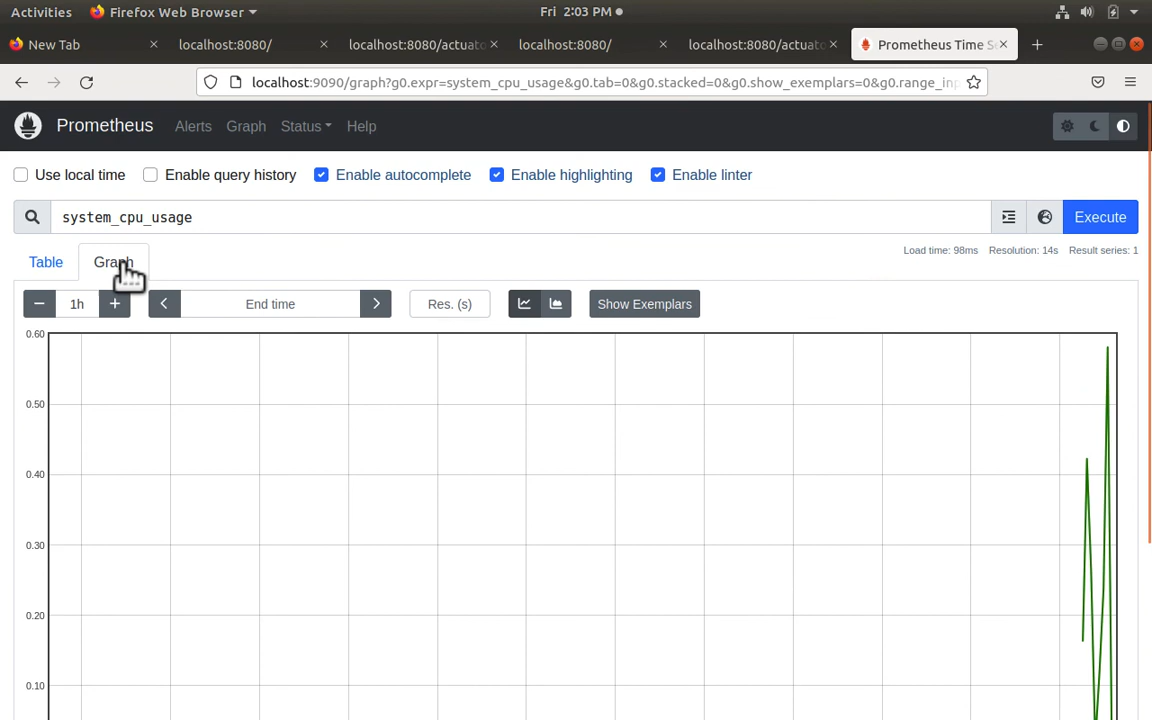 Activities Firefox Web Browser Fri 2:03 PM
New Tab localhost:8080/ localhost:8080/actuato localhost:8080/ localhost:8080/actuato Prometheus Time Se
localhost:9090/graph?g0.expr=system_cpu_usage&g0.tab=0&g0.stacked=0&g0.show_exemplars=0&g0.range_inp
Prometheus Alerts Graph Status Help
Use local time Enable query history Enable autocomplete Enable highlighting Enable linter
system_cpu_usage Execute
Table Graph Load time: 98ms Resolution: 14s Result series: 1
− 1h + End time Res. (s) Show Exemplars
0.60
0.50
0.40
0.30
0.20
0.10